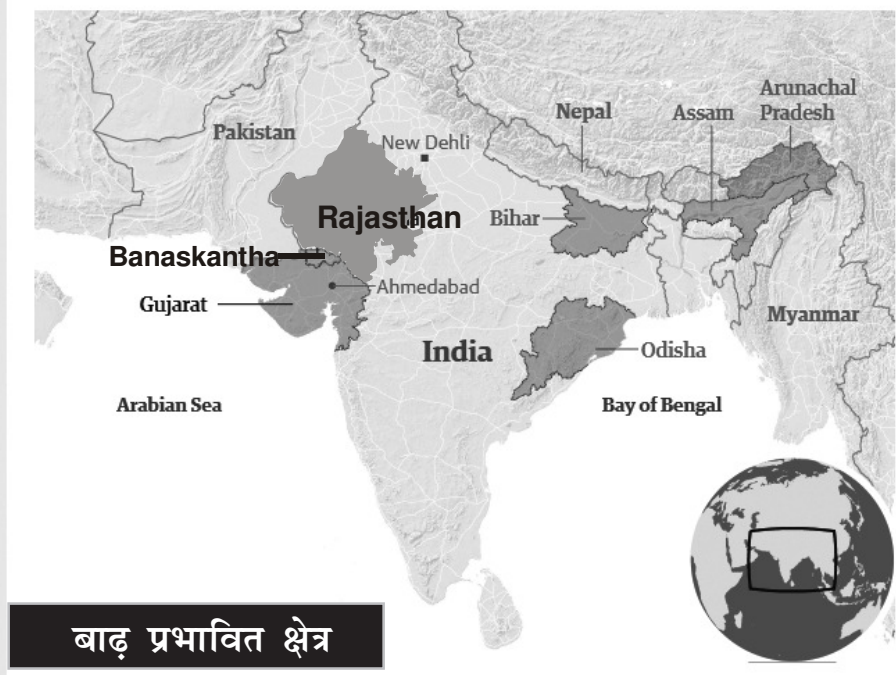 Arunachal
Pradesh
Nepal
Assam
Pakistan
New Dehli
Rajasthan
Bihar
Banaskantha
Ahmedabad
Gujarat
Myanmar
India
Odisha
Arabian Sea
Bay of Bengal
बाढ़ प्रभावित क्षेत्र